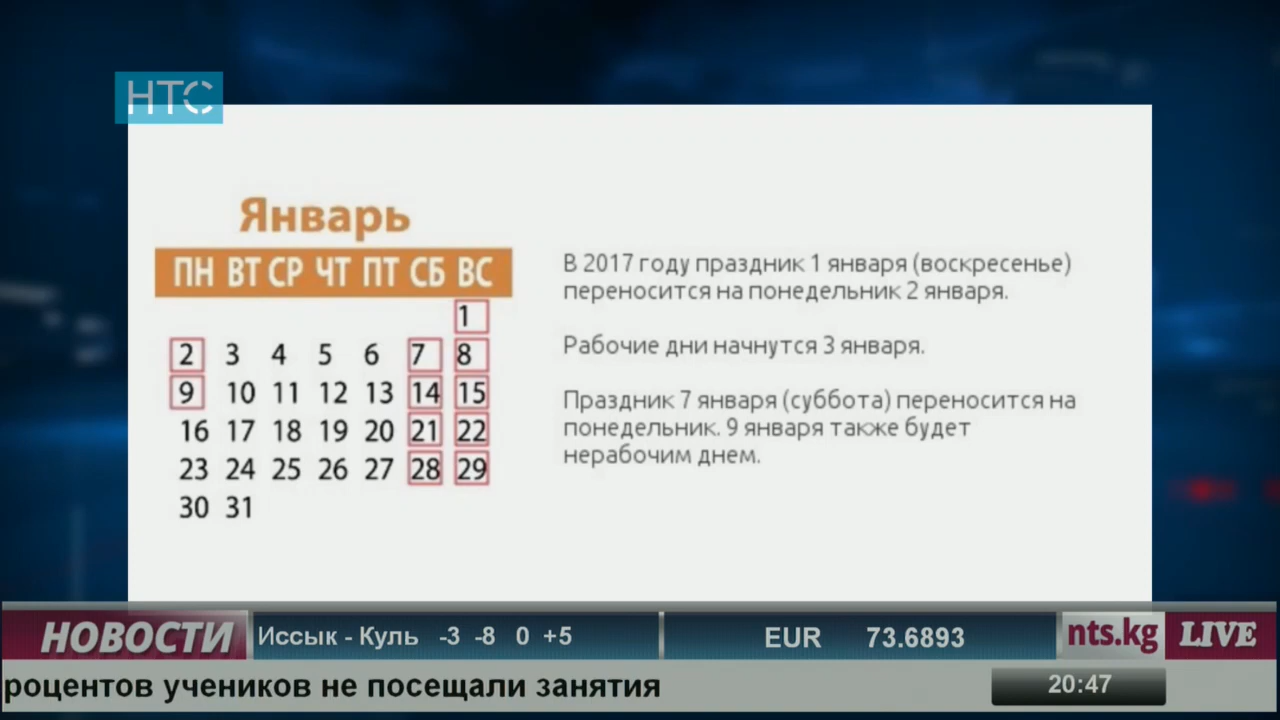 НТС
Январь
ПН ВТ СР ЧТ ПТ СБ ВС
1
2 3 4 5 6 7 8
9 10 11 12 13 14 15
16 17 18 19 20 21 22
23 24 25 26 27 28 29
30 31
В 2017 году праздник 1 января (воскресенье)
переносится на понедельник 2 января.
Рабочие дни начнутся 3 января.
Праздник 7 января (суббота) переносится на
понедельник. 9 января также будет
нерабочим днем.
НОВОСТИ
Иссык - Куль -3 -8 0 +5
EUR 73.6893
nts.kg
LIVE
роцентов учеников не посещали занятия
20:47